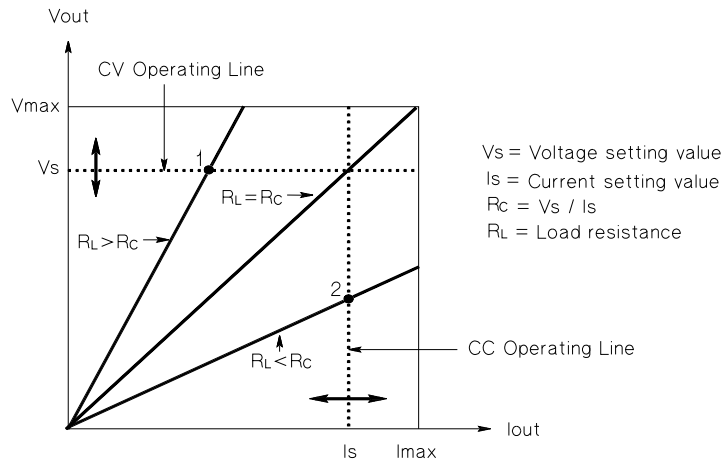 Vout
CV Operating Line
Vmax
Vs
1
RL=RC
RL>RC
2
RL<RC
CC Operating Line
Iout
Is
Imax
Vs = Voltage setting value
Is = Current setting value
RC = Vs / Is
RL = Load resistance